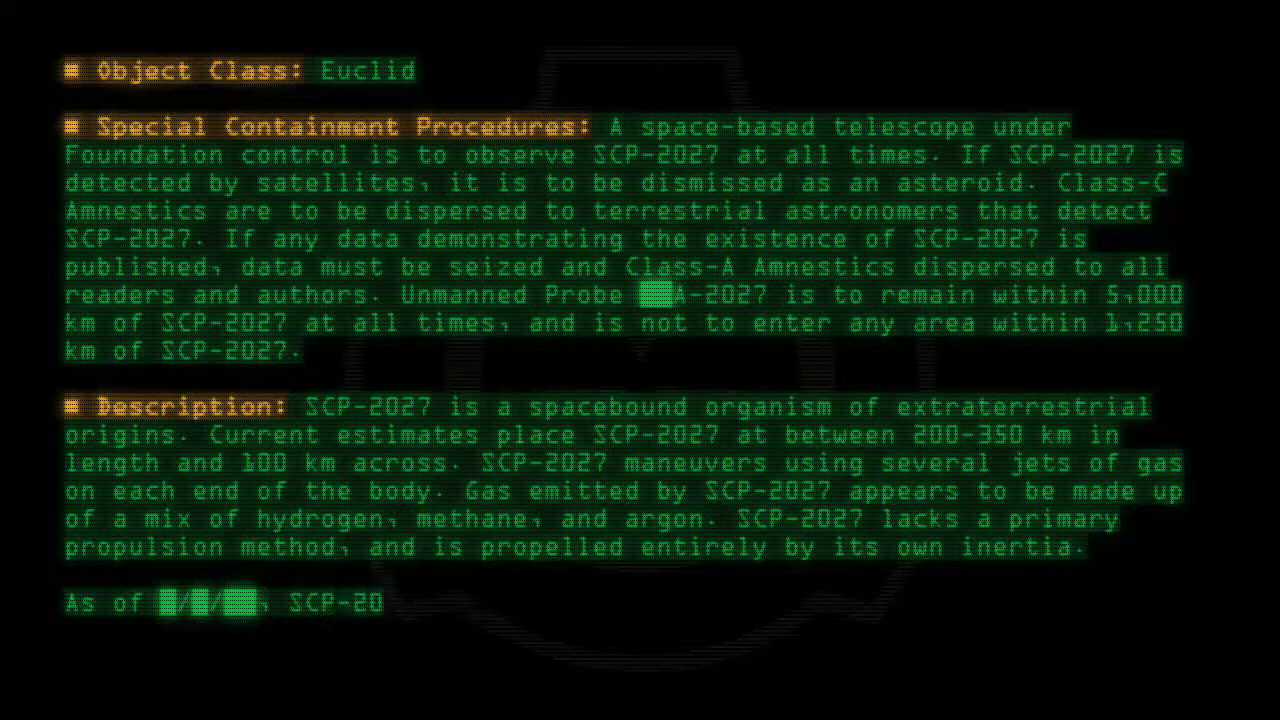 ■ Object Class: Euclid
■ Special Containment Procedures: A space-based telescope under
Foundation control is to observe SCP-2027 at all times. If SCP-2027 is
detected by satellites, it is to be dismissed as an asteroid. Class-C
Amnestics are to be dispersed to terrestrial astronomers that detect
SCP-2027. If any data demonstrating the existence of SCP-2027 is
published, data must be seized and Class-A Amnestics dispersed to all
readers and authors. Unmanned Probe ██A-2027 is to remain within 5,000
km of SCP-2027 at all times, and is not to enter any area within 1,250
km of SCP-2027.
■ Description: SCP-2027 is a spacebound organism of extraterrestrial
origins. Current estimates place SCP-2027 at between 200-350 km in
length and 100 km across. SCP-2027 maneuvers using several jets of gas
on each end of the body. Gas emitted by SCP-2027 appears to be made up
of a mix of hydrogen, methane, and argon. SCP-2027 lacks a primary
propulsion method, and is propelled entirely by its own inertia.
As of █/█/██, SCP-20